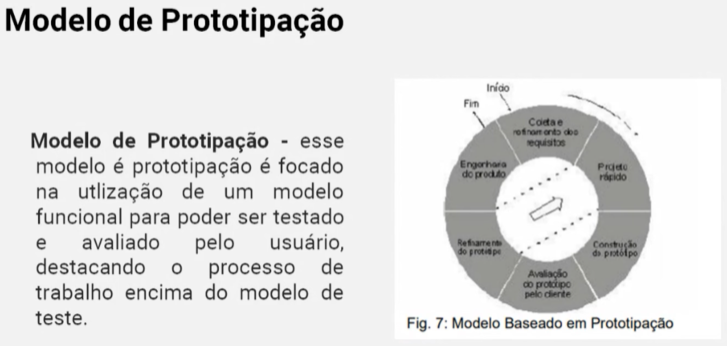 Modelo de Prototipação
Modelo de Prototipação - esse
modelo é prototipação é focado
na utlização de um modelo
funcional para poder ser testado
e avaliado pelo usuário,
destacando o processo de
trabalho encima do modelo de
teste.
Início
Fim
Coleta e
refinamento dos
requisitos
Projeto
rápido
Construção
do protótipo
Avaliação
do protótipo
pelo cliente
Refinamento
do protótipo
Engenharia
do produto
Fig. 7: Modelo Baseado em Prototipação